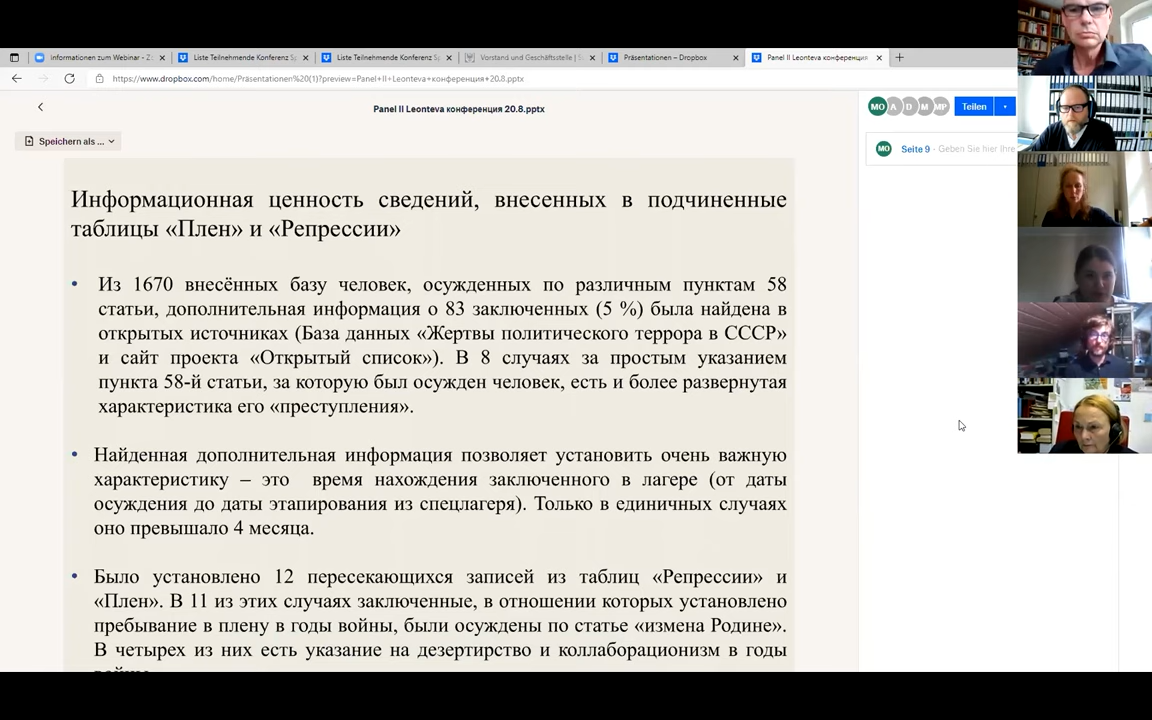 Informationen zum Webinar - Z
Liste Teilnehmende Konferenz Sp
Liste Teilnehmende Konferenz Sp
Vorstand und Geschäftsstelle |
Präsentationen – Dropbox
Panel II Leonteva конференция
https://www.dropbox.com/home/Präsentationen%20(1)?preview=Panel+II+Leonteva+конференция+20.8.pptx
Panel II Leonteva конференция 20.8.pptx
MO A D M MP Teilen
Speichern als ...
MO Seite 9 · Geben Sie hier Ihre
Информационная ценность сведений, внесенных в подчиненные
таблицы «Плен» и «Репрессии»
• Из 1670 внесённых базу человек, осужденных по различным пунктам 58
статьи, дополнительная информация о 83 заключенных (5 %) была найдена в
открытых источниках (База данных «Жертвы политического террора в СССР»
и сайт проекта «Открытый список»). В 8 случаях за простым указанием
пункта 58-й статьи, за которую был осужден человек, есть и более развернутая
характеристика его «преступления».
• Найденная дополнительная информация позволяет установить очень важную
характеристику – это время нахождения заключенного в лагере (от даты
осуждения до даты этапирования из спецлагеря). Только в единичных случаях
оно превышало 4 месяца.
• Было установлено 12 пересекающихся записей из таблиц «Репрессии» и
«Плен». В 11 из этих случаях заключенные, в отношении которых установлено
пребывание в плену в годы войны, были осуждены по статье «измена Родине».
В четырех из них есть указание на дезертирство и коллаборационизм в годы